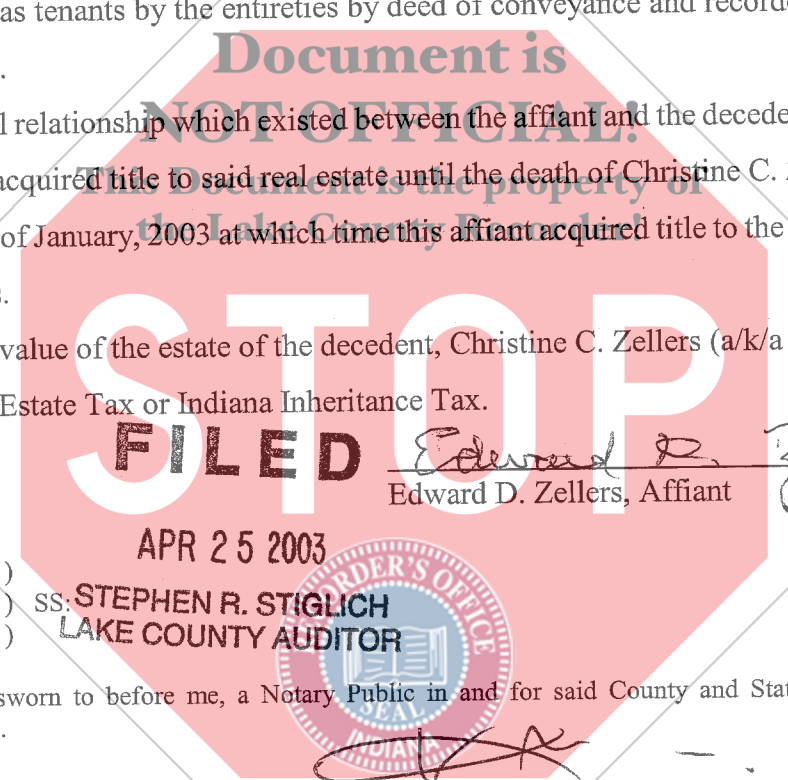 as tenants by the entireties by deed of conveyance and recorde
Document is
NOT OFFICIAL!
l relationship which existed between the affiant and the decede
This Document is the property of
acquired title to said real estate until the death of Christine C.
the Lake County Recorder!
of January, 2003 at which time this affiant acquired title to the
STOP
value of the estate of the decedent, Christine C. Zellers (a/k/a
Estate Tax or Indiana Inheritance Tax.
FILED
Edward D.
Edward D. Zellers, Affiant
APR 25 2003
)
) SS:
)
STEPHEN R. STIGLICH
LAKE COUNTY AUDITOR
RECORDER'S OFFICE
SEAL
INDIANA
sworn to before me, a Notary Public in and for said County and Stat